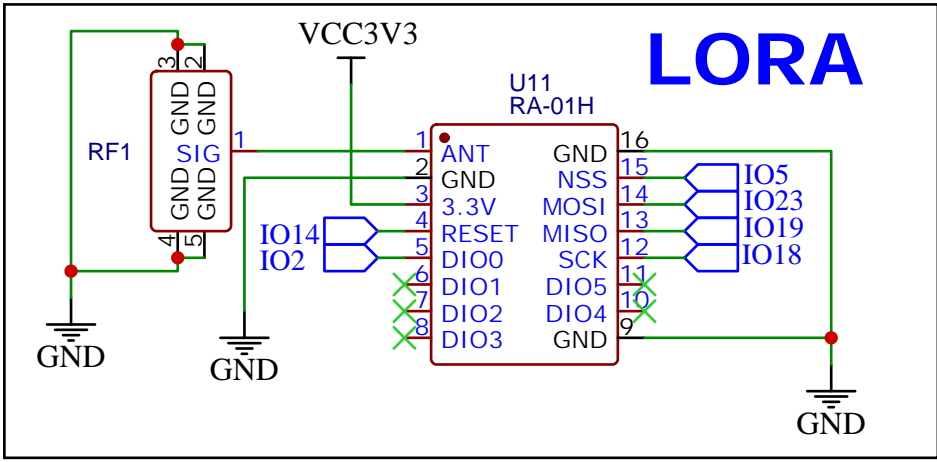 LORA
VCC3V3
U11
RA-01H
RF1
3
2
GND GND
SIG 1
GND GND
4
5
1 ANT
2 GND
3 3.3V
4 RESET
5 DIO0
6 DIO1
7 DIO2
8 DIO3
GND 16
NSS 15
MOSI 14
MISO 13
SCK 12
DIO5 11
DIO4 10
GND 9
IO14
IO2
IO5
IO23
IO19
IO18
GND
GND
GND